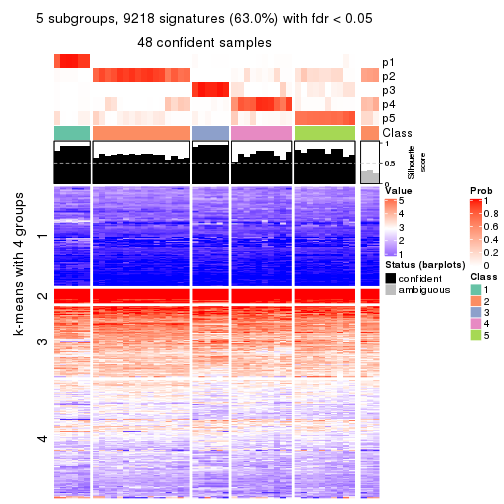 5 subgroups, 9218 signatures (63.0%) with fdr < 0.05
48 confident samples
p1
p2
p3
p4
p5
Class
1
0.5
0
Silhouette
score
k-means with 4 groups
1
2
3
4
Value
5
4
3
2
1
Status (barplots)
confident
ambiguous
Prob
1
0.8
0.6
0.4
0.2
0
Class
1
2
3
4
5